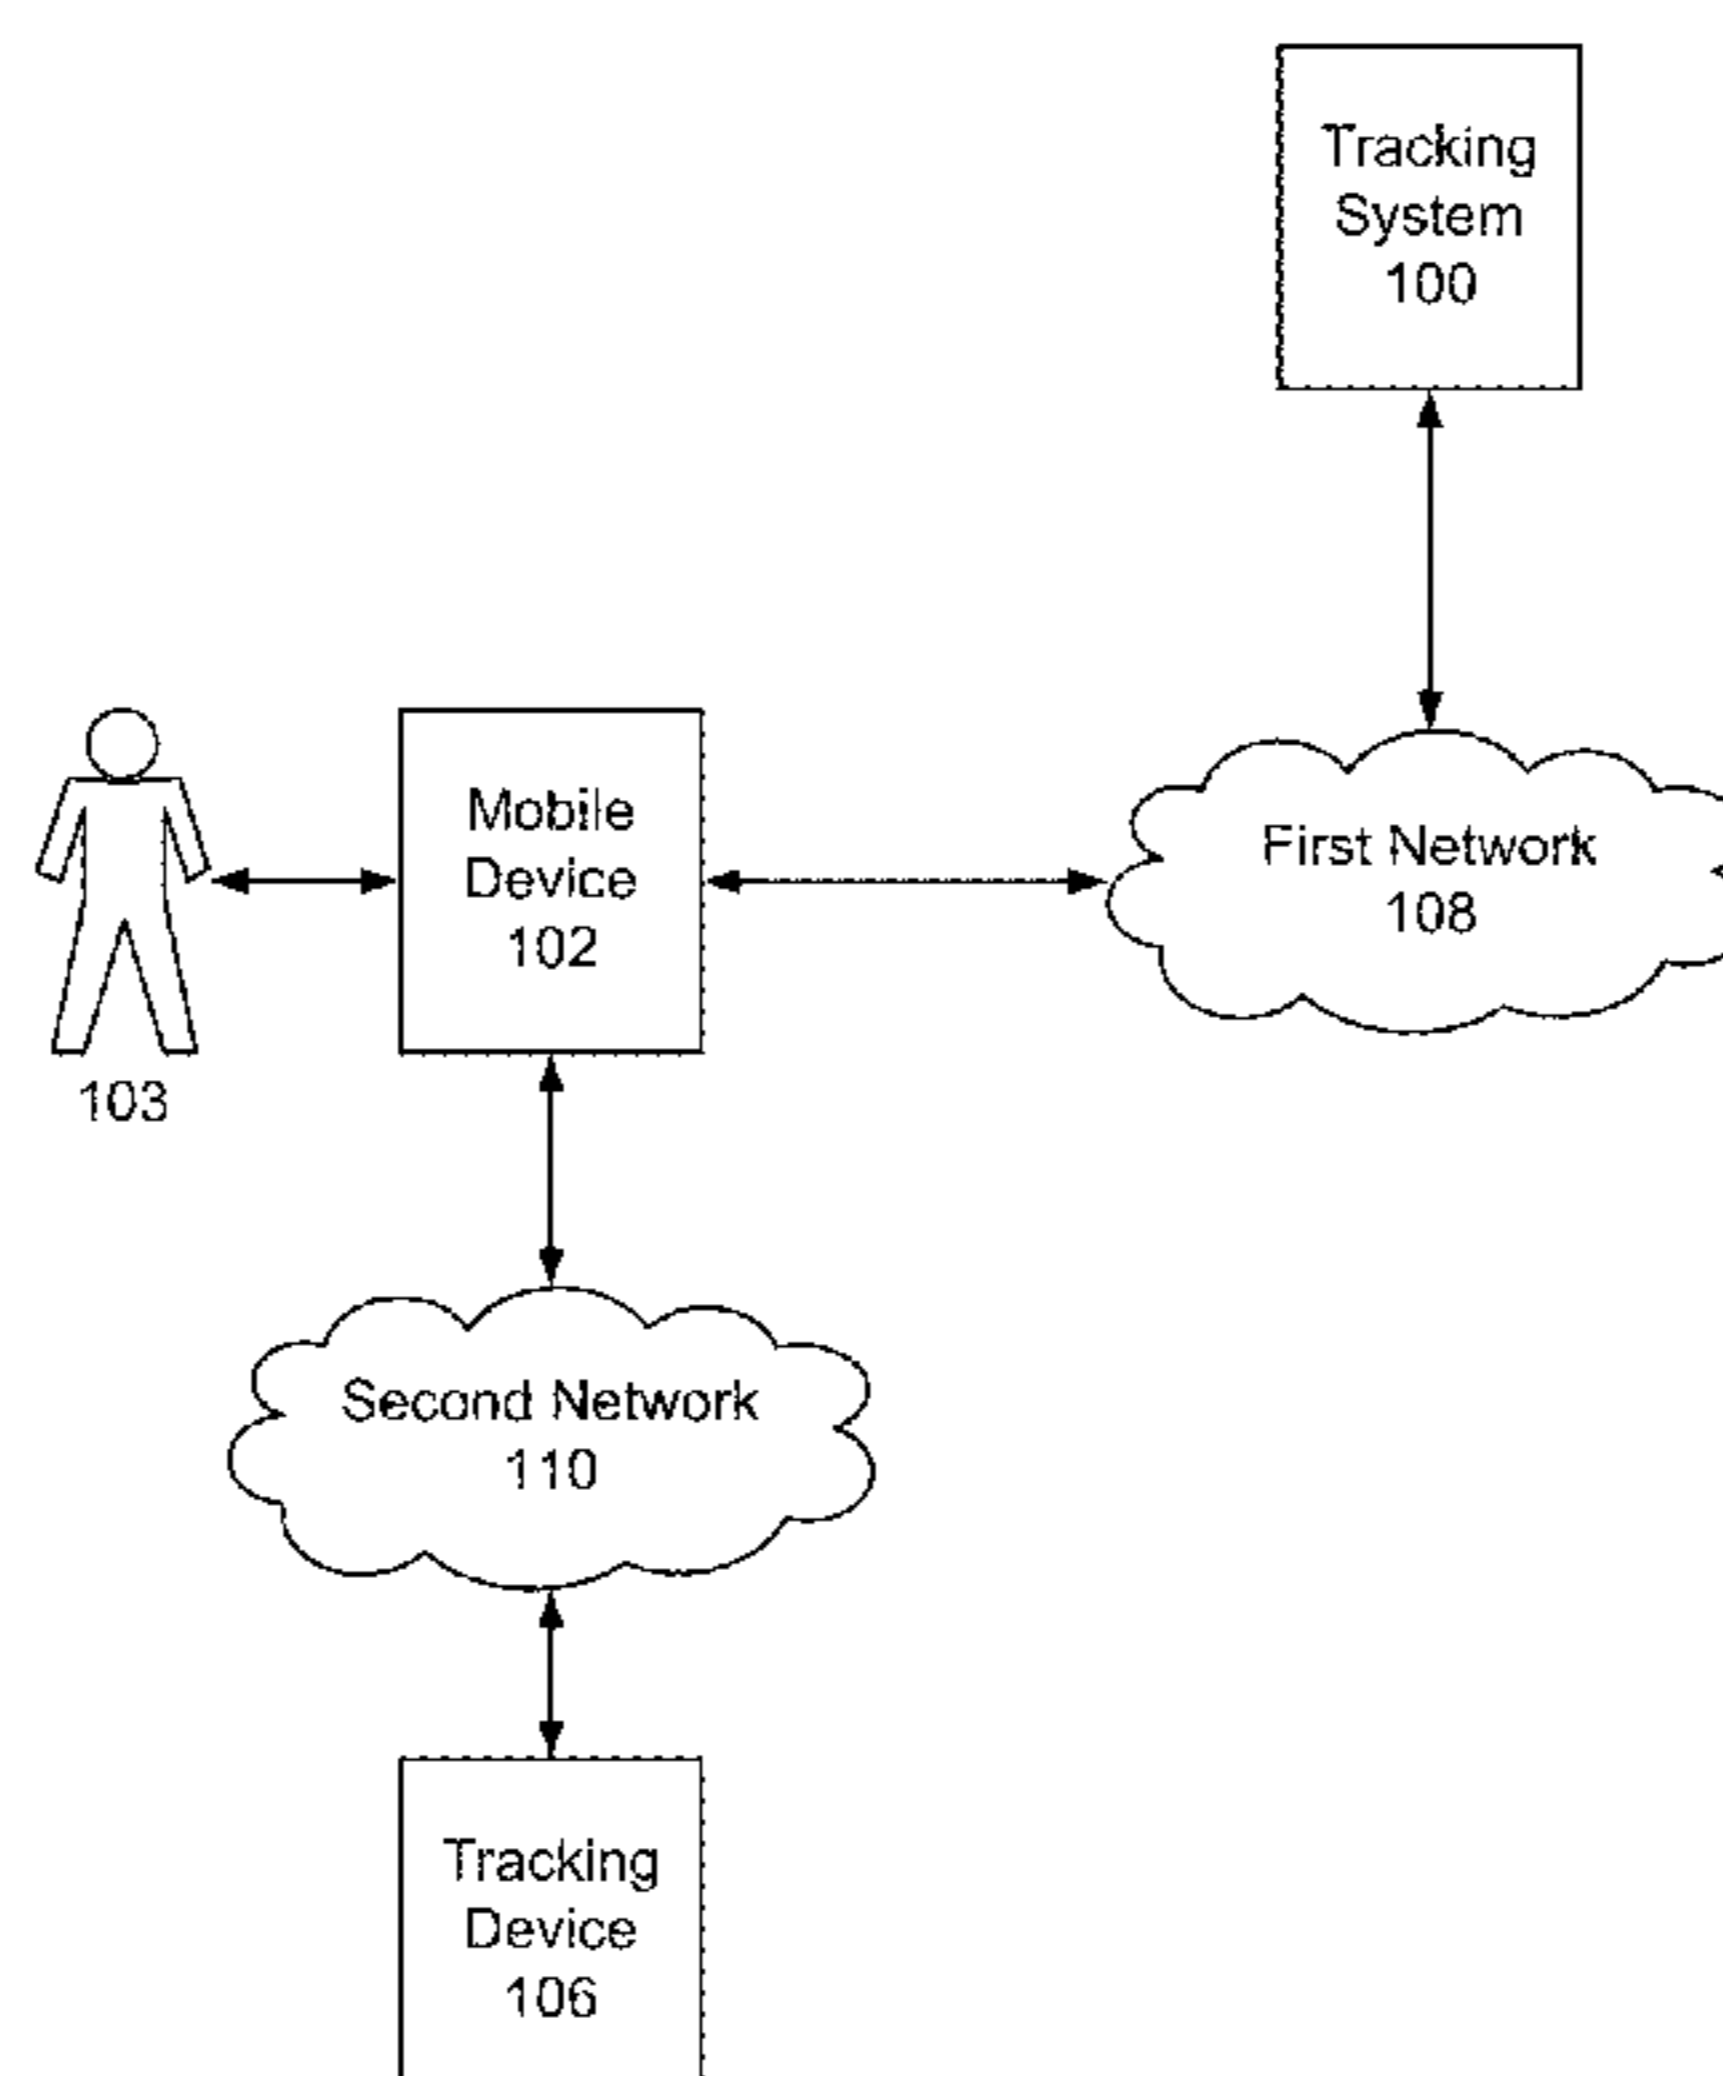 Tracking
System
100
Mobile
Device
102
First Network
108
103
Second Network
110
Tracking
Device
106